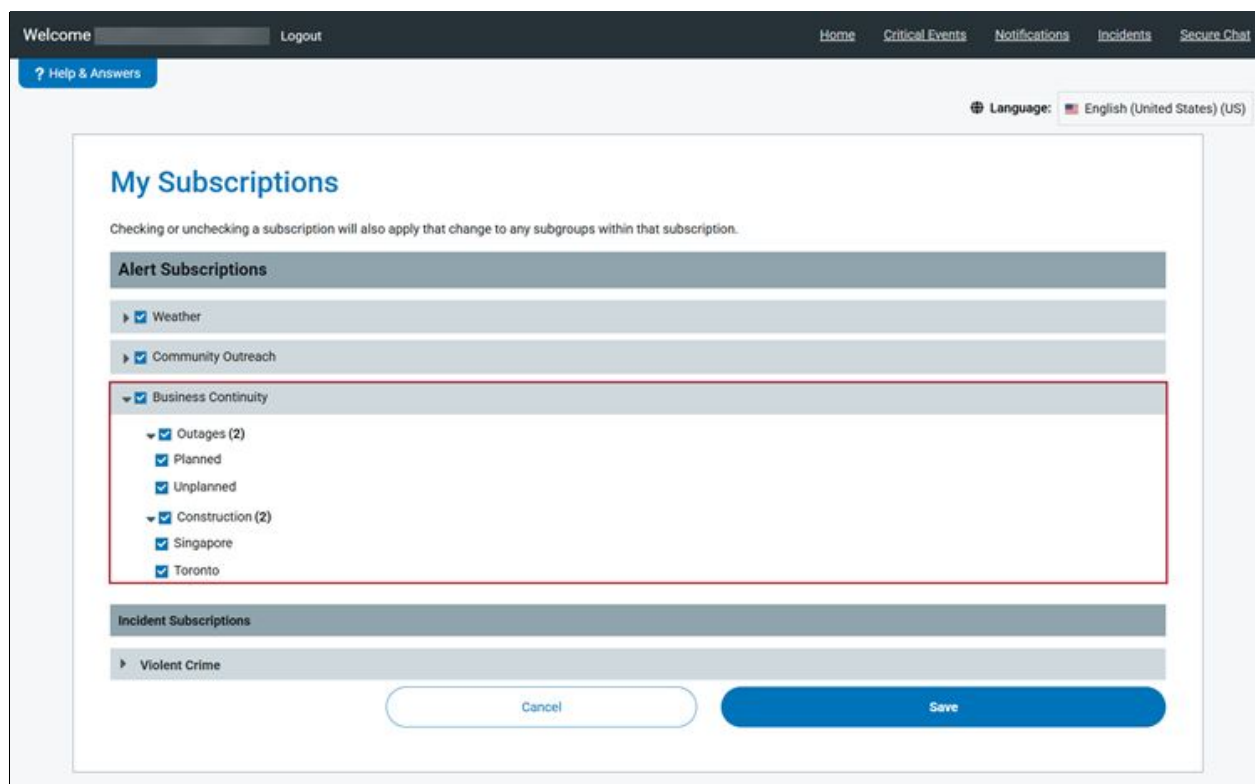 Welcome Logout Home Critical Events Notifications Incidents Secure Chat
? Help & Answers
Language: English (United States) (US)
My Subscriptions
Checking or unchecking a subscription will also apply that change to any subgroups within that subscription.
Alert Subscriptions
Weather
Community Outreach
Business Continuity
Outages (2)
Planned
Unplanned
Construction (2)
Singapore
Toronto
Incident Subscriptions
Violent Crime
Cancel Save